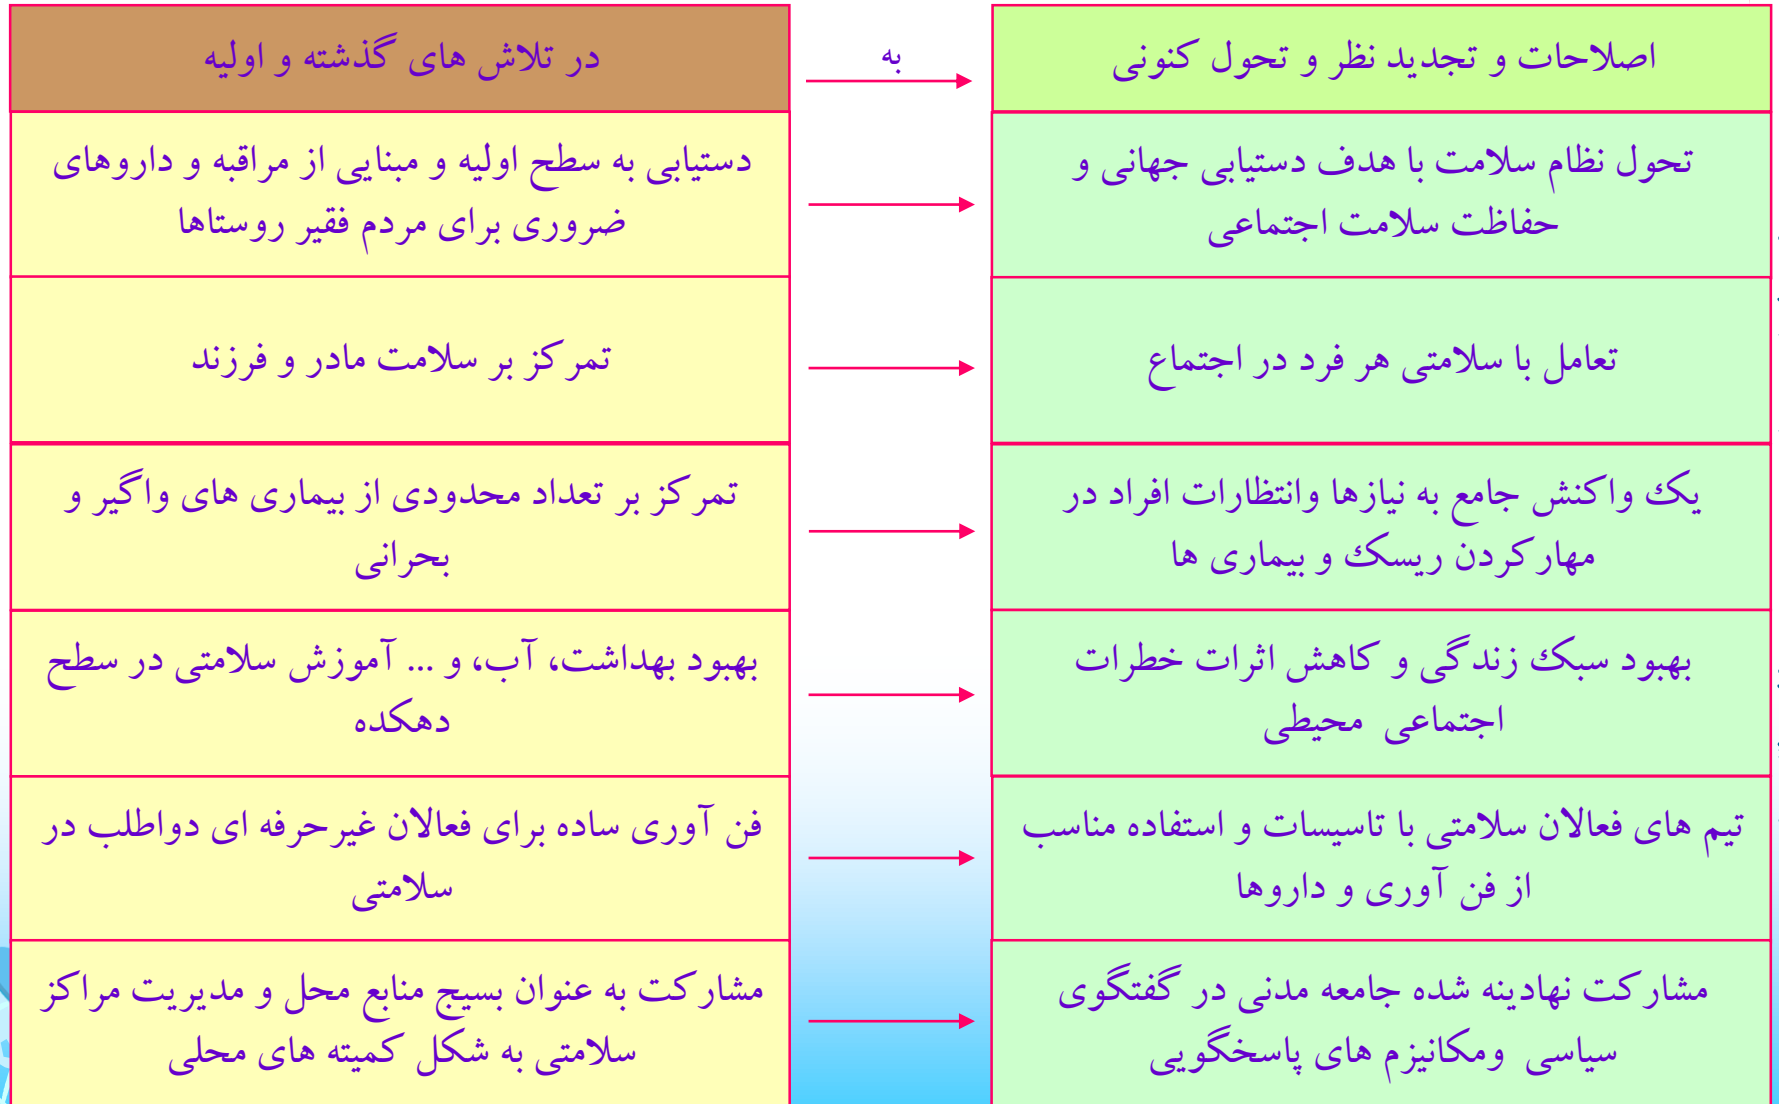 در تلاش های گذشته و اولیه
به
اصلاحات و تجدید نظر و تحول کنونی
دستیابی به سطح اولیه و مبنایی از مراقبه و داروهای
ضروری برای مردم فقیر روستاها
تحول نظام سلامت با هدف دستیابی جهانی و
حفاظت سلامت اجتماعی
تمرکز بر سلامت مادر و فرزند
تعامل با سلامتی هر فرد در اجتماع
تمرکز بر تعداد محدودی از بیماری های واگیر و
بحرانی
یک واکنش جامع به نیازها وانتظارات افراد در
مهارکردن ریسک و بیماری ها
بهبود بهداشت، آب، و ... آموزش سلامتی در سطح
دهکده
بهبود سبک زندگی و کاهش اثرات خطرات
اجتماعی محیطی
فن آوری ساده برای فعالان غیرحرفه ای دواطلب در
سلامتی
تیم های فعالان سلامتی با تاسیسات و استفاده مناسب
از فن آوری و داروها
مشارکت به عنوان بسیج منابع محل و مدیریت مراکز
سلامتی به شکل کمیته های محلی
مشارکت نهادینه شده جامعه مدنی در گفتگوی
سیاسی ومکانیزم های پاسخگویی